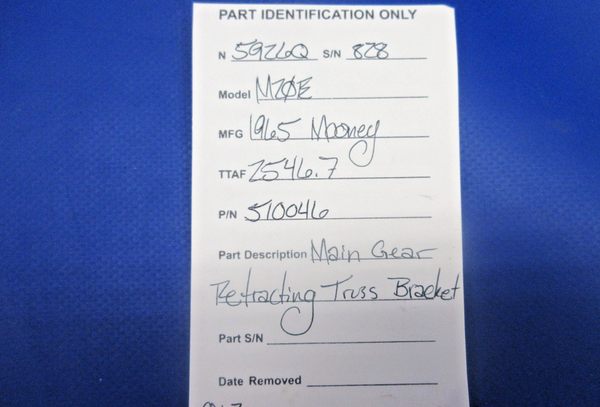 PART IDENTIFICATION ONLY
N 5926Q S/N 828
Model M20E
MFG 1965 Mooney
TTAF 2546.7
P/N 510046
Part Description Main Gear
Retracting Truss Bracket
Part S/N
Date Removed